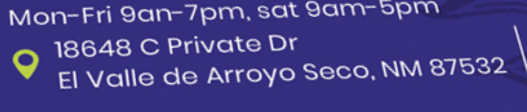 Mon-Fri 9an-7pm, sat 9am-5pm
18648 C Private Dr
El Valle de Arroyo Seco, NM 87532